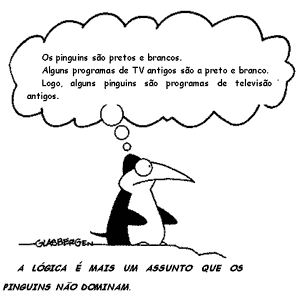 Os pinguins são pretos e brancos.
Alguns programas de TV antigos são a preto e branco.
Logo, alguns pinguins são programas de televisão
antigos.
GLASBERGEN
A LÓGICA É MAIS UM ASSUNTO QUE OS
PINGUINS NÃO DOMINAM.